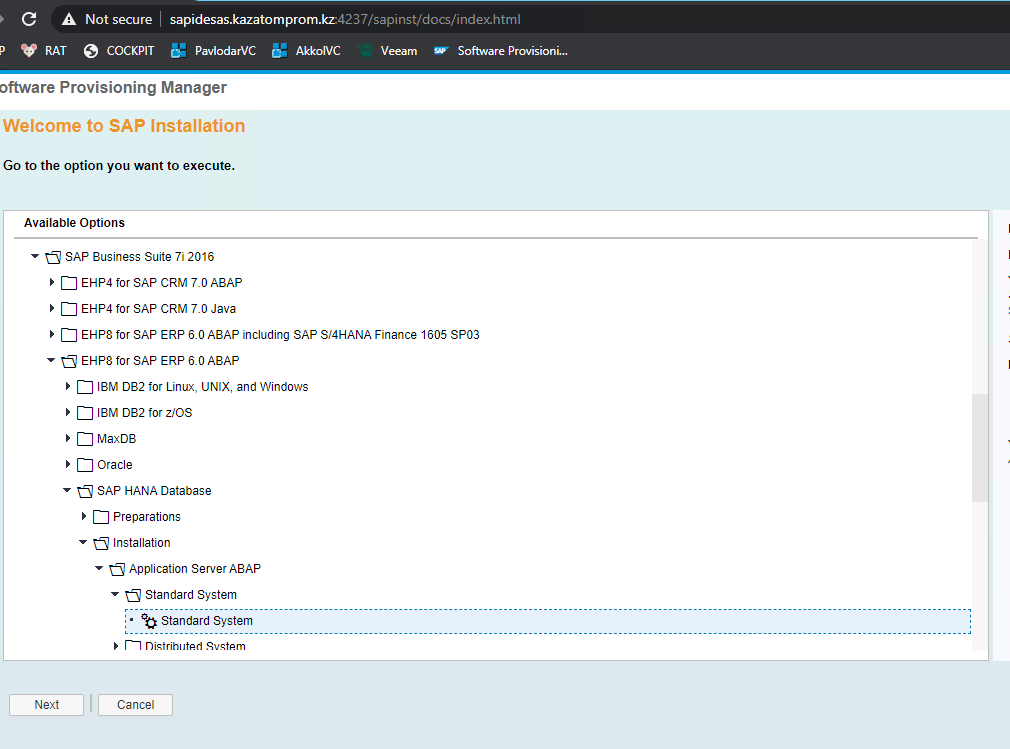 Not secure | sapidesas.kazatomprom.kz:4237/sapinst/docs/index.html
P RAT COCKPIT PavlodarVC AkkolVC Veeam SAP Software Provisioni...
oftware Provisioning Manager
Welcome to SAP Installation
Go to the option you want to execute.
Available Options
SAP Business Suite 7i 2016
EHP4 for SAP CRM 7.0 ABAP
EHP4 for SAP CRM 7.0 Java
EHP8 for SAP ERP 6.0 ABAP including SAP S/4HANA Finance 1605 SP03
EHP8 for SAP ERP 6.0 ABAP
IBM DB2 for Linux, UNIX, and Windows
IBM DB2 for z/OS
MaxDB
Oracle
SAP HANA Database
Preparations
Installation
Application Server ABAP
Standard System
Standard System
Distributed System
Next | Cancel